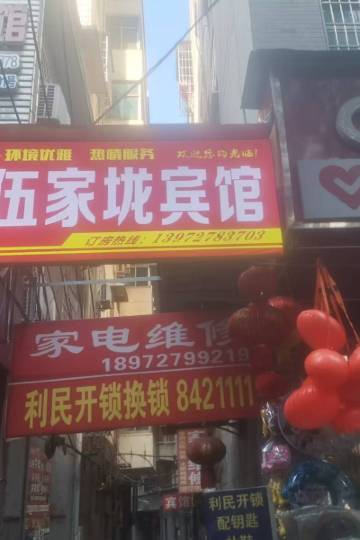 馆
环境优雅 热情服务 欢迎您的光临!
伍家垅宾馆
订房热线: 13972783703
家电维修
18972799219
利民开锁换锁 8421111
宾馆
利民开锁
配钥匙